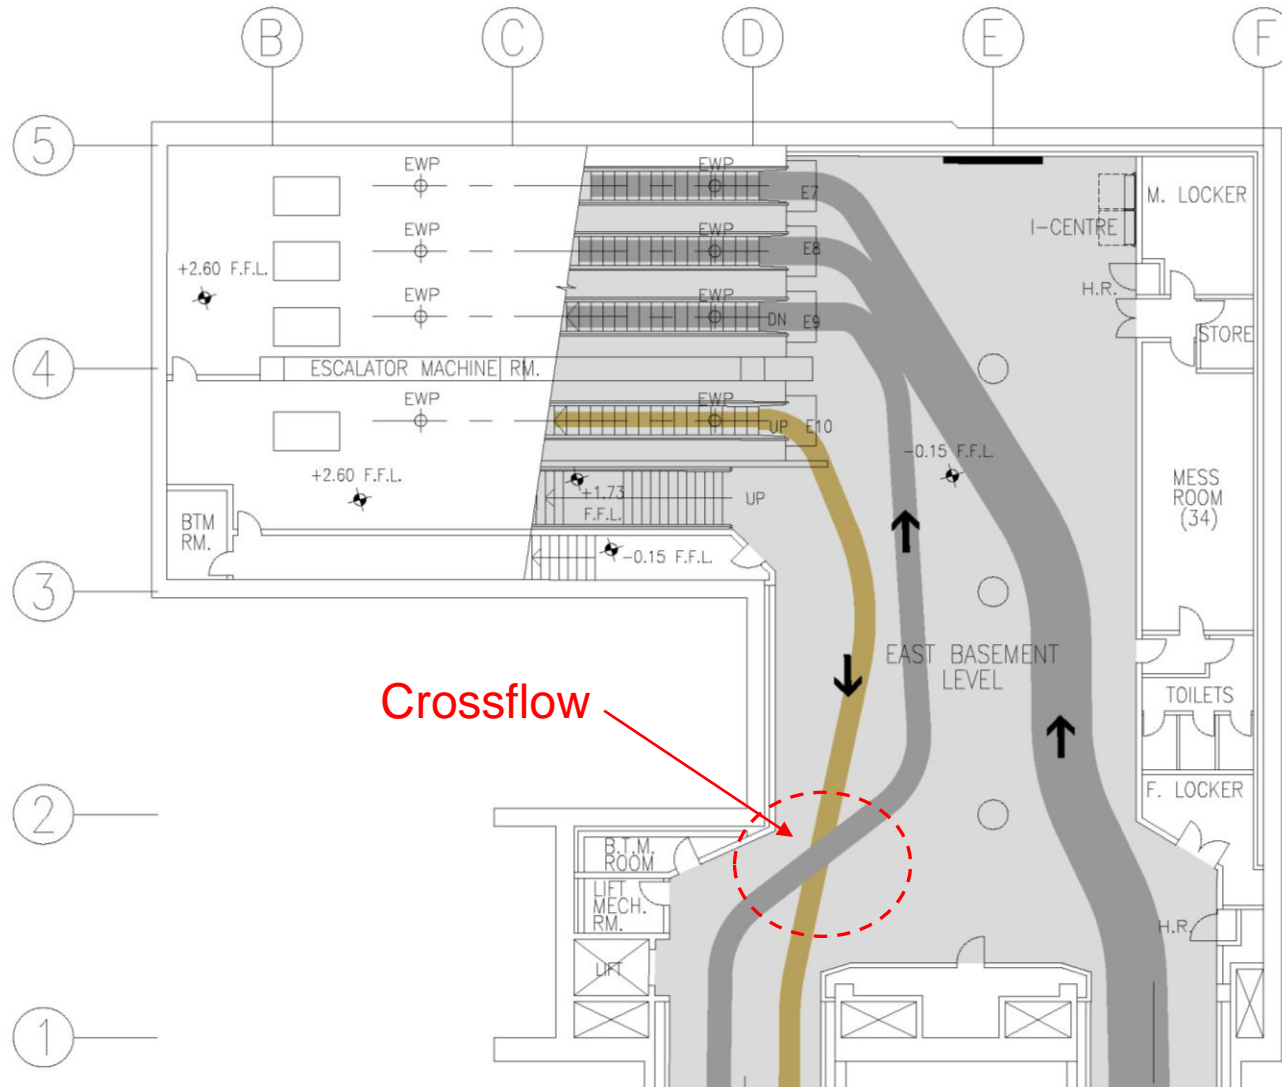 B
C
D
E
F
5
EWP
EWP
E7
M. LOCKER
I-CENTRE
EWP
EWP
E8
+2.60 F.F.L.
H.R.
EWP
EWP
DN
E9
STORE
4
ESCALATOR MACHINE RM.
EWP
EWP
UP
E10
-0.15 F.F.L.
+2.60 F.F.L.
+1.73
F.F.L.
UP
MESS
ROOM
(34)
BTM
RM.
-0.15 F.F.L.
3
EAST BASEMENT
LEVEL
Crossflow
TOILETS
2
F. LOCKER
B.T.M.
ROOM
LIFT
MECH.
RM.
H.R.
LIFT
1